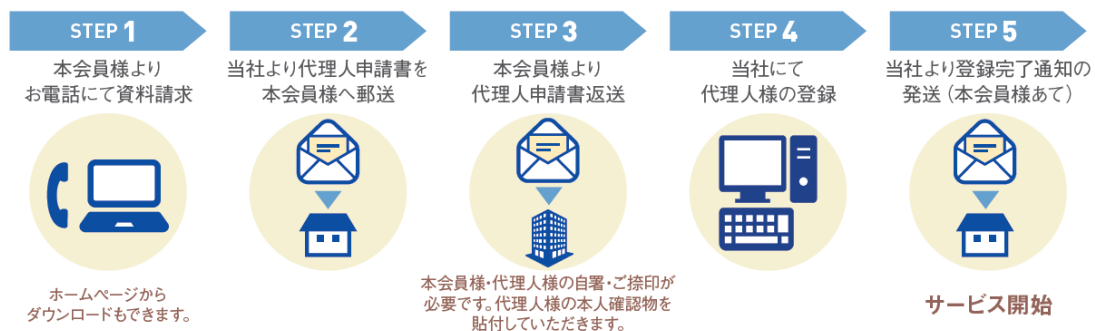 STEP 1
本会員様より
お電話にて資料請求
ホームページから
ダウンロードもできます。
STEP 2
当社より代理人申請書を
本会員様へ郵送
STEP 3
本会員様より
代理人申請書返送
本会員様・代理人様の自署・ご捺印が
必要です。代理人様の本人確認物を
貼付していただきます。
STEP 4
当社にて
代理人様の登録
STEP 5
当社より登録完了通知の
発送（本会員様あて）
サービス開始